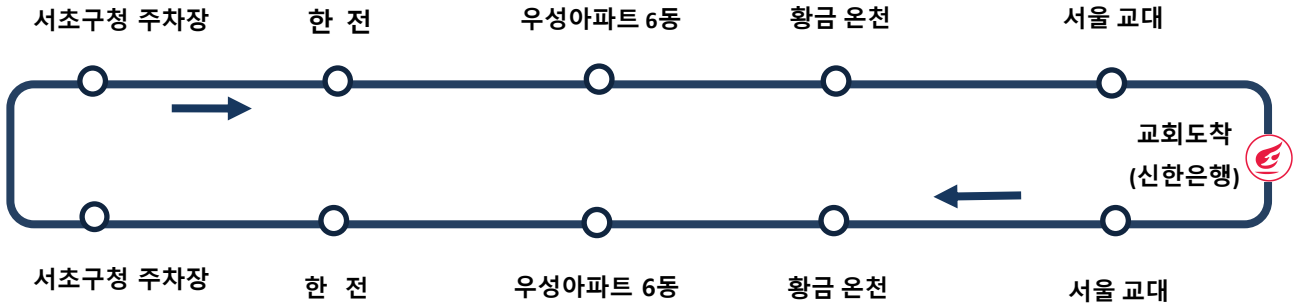 서초구청 주차장
한 전
우성아파트 6동
황금 온천
서울 교대
교회도착
(신한은행)
서초구청 주차장
한 전
우성아파트 6동
황금 온천
서울 교대